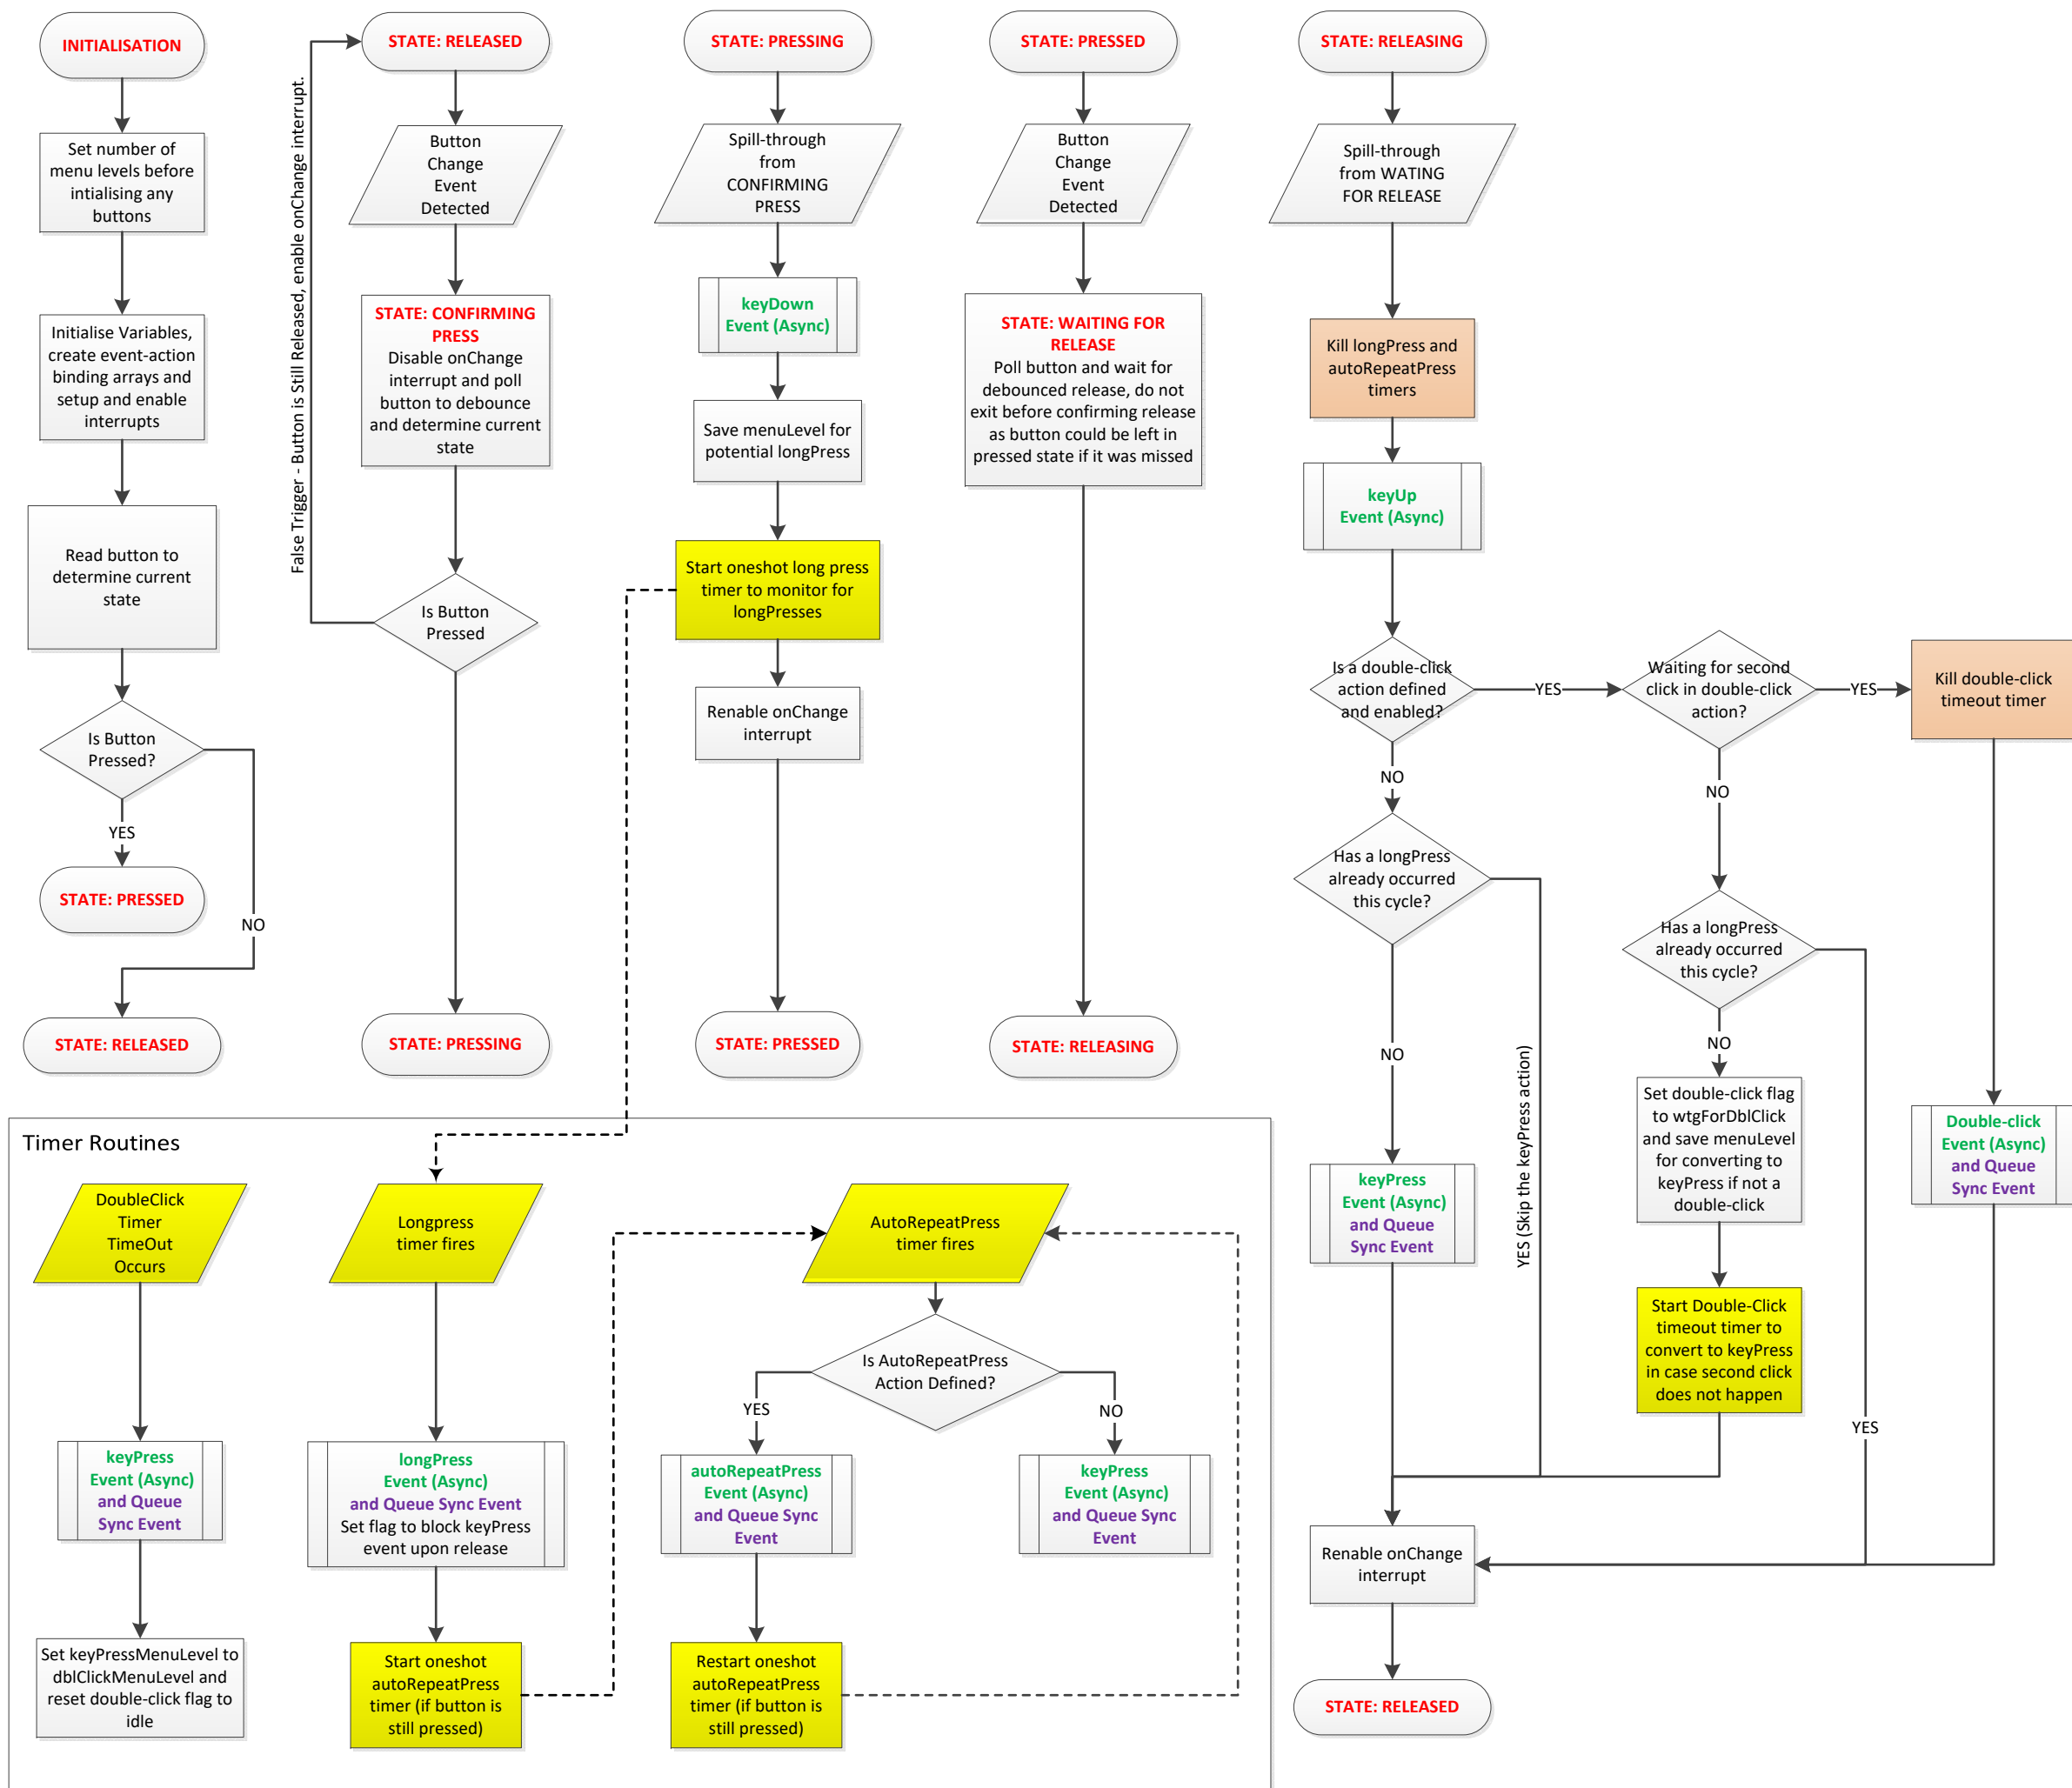 INITIALISATION
Set number of
menu levels before
intialising any
buttons
Initialise Variables,
create event-action
binding arrays and
setup and enable
interrupts
Read button to
determine current
state
Is Button
Pressed?
YES
STATE: PRESSED
NO
STATE: RELEASED
False Trigger - Button is Still Released, enable onChange interrupt.
STATE: RELEASED
Button
Change
Event
Detected
STATE: CONFIRMING
PRESS
Disable onChange
interrupt and poll
button to debounce
and determine current
state
Is Button
Pressed
STATE: PRESSING
STATE: PRESSING
Spill-through
from
CONFIRMING
PRESS
keyDown
Event (Async)
Save menuLevel for
potential longPress
Start oneshot long press
timer to monitor for
longPresses
Renable onChange
interrupt
STATE: PRESSED
STATE: PRESSED
Button
Change
Event
Detected
STATE: WAITING FOR
RELEASE
Poll button and wait for
debounced release, do not
exit before confirming release
as button could be left in
pressed state if it was missed
STATE: RELEASING
STATE: RELEASING
Spill-through
from WATING
FOR RELEASE
Kill longPress and
autoRepeatPress
timers
keyUp
Event (Async)
Is a double-click
action defined
and enabled?
YES
Waiting for second
click in double-click
action?
YES
Kill double-click
timeout timer
NO
NO
Has a longPress
already occurred
this cycle?
Has a longPress
already occurred
this cycle?
NO
YES (Skip the keyPress action)
NO
Set double-click flag
to wtgForDblClick
and save menuLevel
for converting to
keyPress if not a
double-click
Double-click
Event (Async)
and Queue
Sync Event
keyPress
Event (Async)
and Queue
Sync Event
Start Double-Click
timeout timer to
convert to keyPress
in case second click
does not happen
YES
Renable onChange
interrupt
STATE: RELEASED
Timer Routines
DoubleClick
Timer
TimeOut
Occurs
keyPress
Event (Async)
and Queue
Sync Event
Set keyPressMenuLevel to
dblClickMenuLevel and
reset double-click flag to
idle
Longpress
timer fires
longPress
Event (Async)
and Queue Sync Event
Set flag to block keyPress
event upon release
Start oneshot
autoRepeatPress
timer (if button is
still pressed)
AutoRepeatPress
timer fires
Is AutoRepeatPress
Action Defined?
YES
NO
autoRepeatPress
Event (Async)
and Queue Sync
Event
keyPress
Event (Async)
and Queue Sync
Event
Restart oneshot
autoRepeatPress
timer (if button is
still pressed)